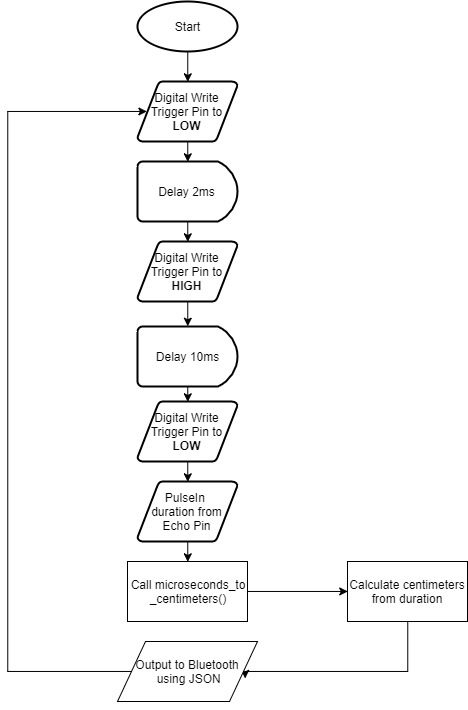 Start
Digital Write
Trigger Pin to
LOW
Delay 2ms
Digital Write
Trigger Pin to
HIGH
Delay 10ms
Digital Write
Trigger Pin to
LOW
PulseIn
duration from
Echo Pin
Call microseconds_to
_centimeters()
Calculate centimeters
from duration
Output to Bluetooth
using JSON